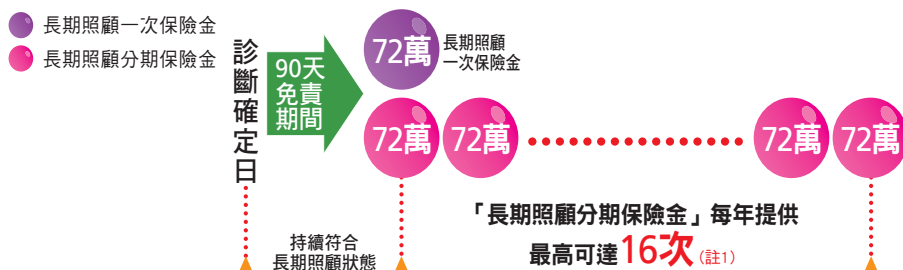 長期照顧一次保險金
長期照顧分期保險金
診斷確定日
90天
免責
期間
72萬
長期照顧
一次保險金
72萬
72萬
72萬
72萬
持續符合
長期照顧狀態
「長期照顧分期保險金」每年提供
最高可達16次(註1)